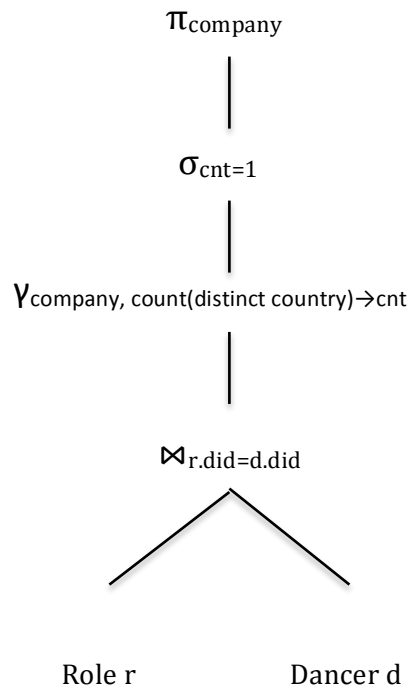 πcompany
σcnt=1
γcompany, count(distinct country)→cnt
⋈r.did=d.did
Role r
Dancer d